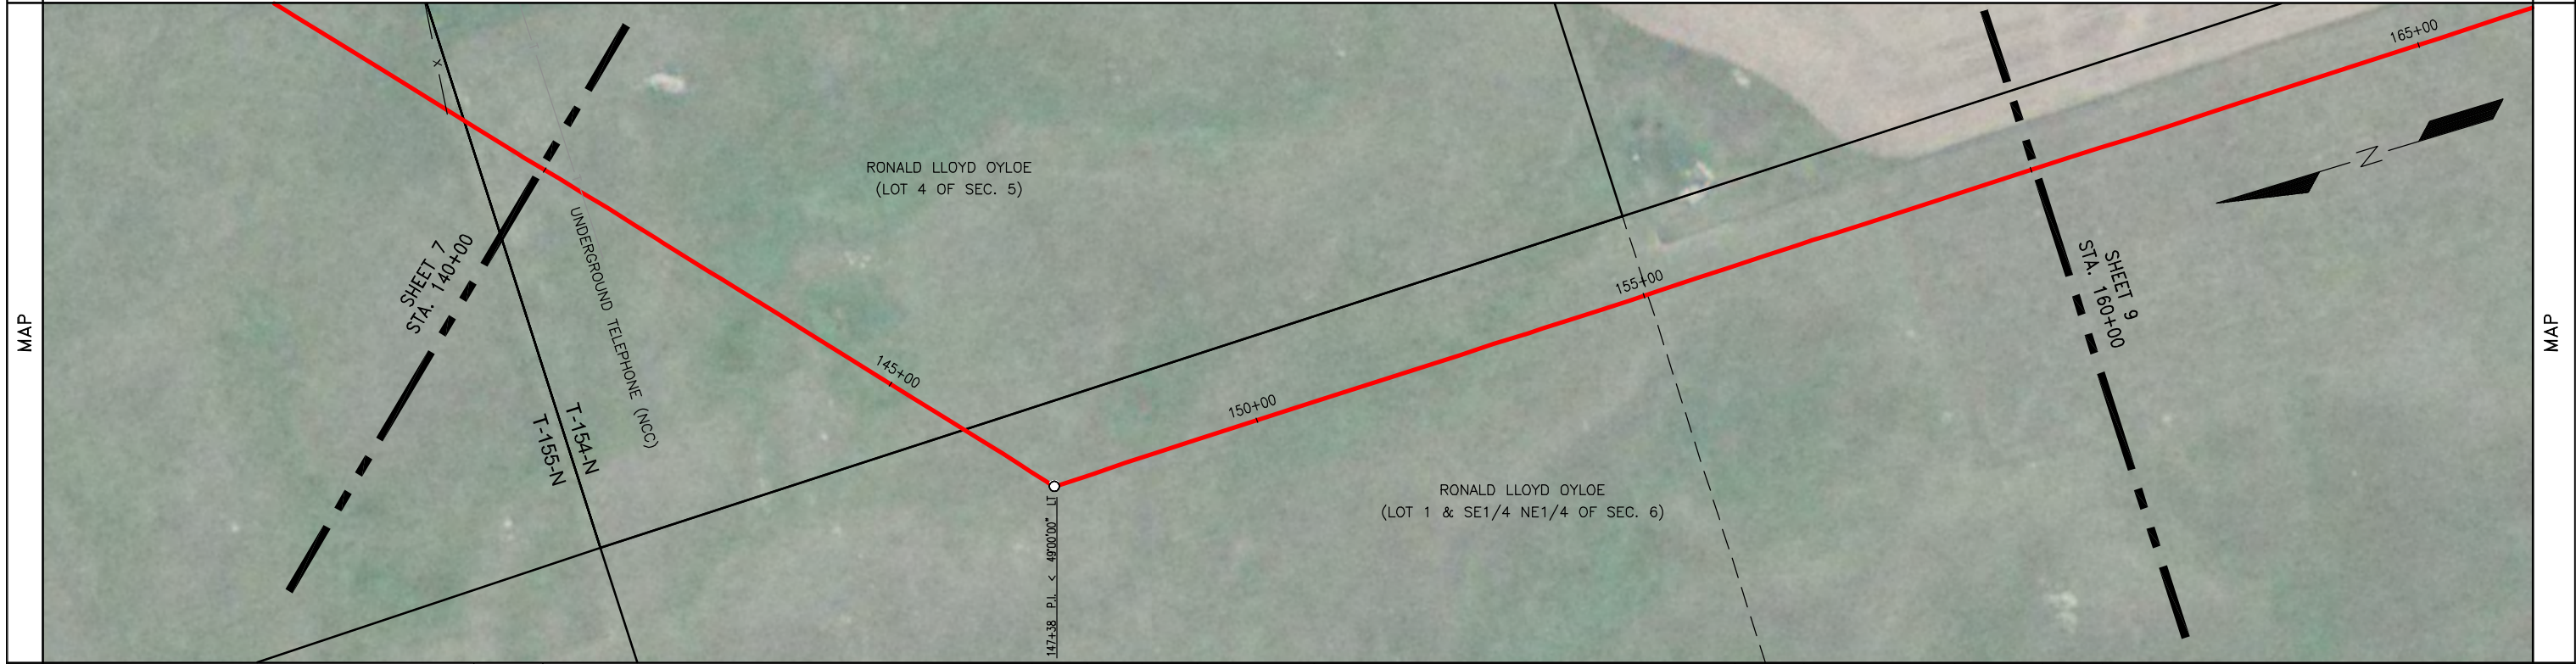 MAP
165+00
X
RONALD LLOYD OYLOE
(LOT 4 OF SEC. 5)
N
SHEET 7
STA. 140+00
UNDERGROUND TELEPHONE (NCC)
155+00
SHEET 9
STA. 160+00
MAP
145+00
150+00
T-154-N
T-155-N
RONALD LLOYD OYLOE
(LOT 1 & SE1/4 NE1/4 OF SEC. 6)
147+38 P.I. < 49°00'00" LT